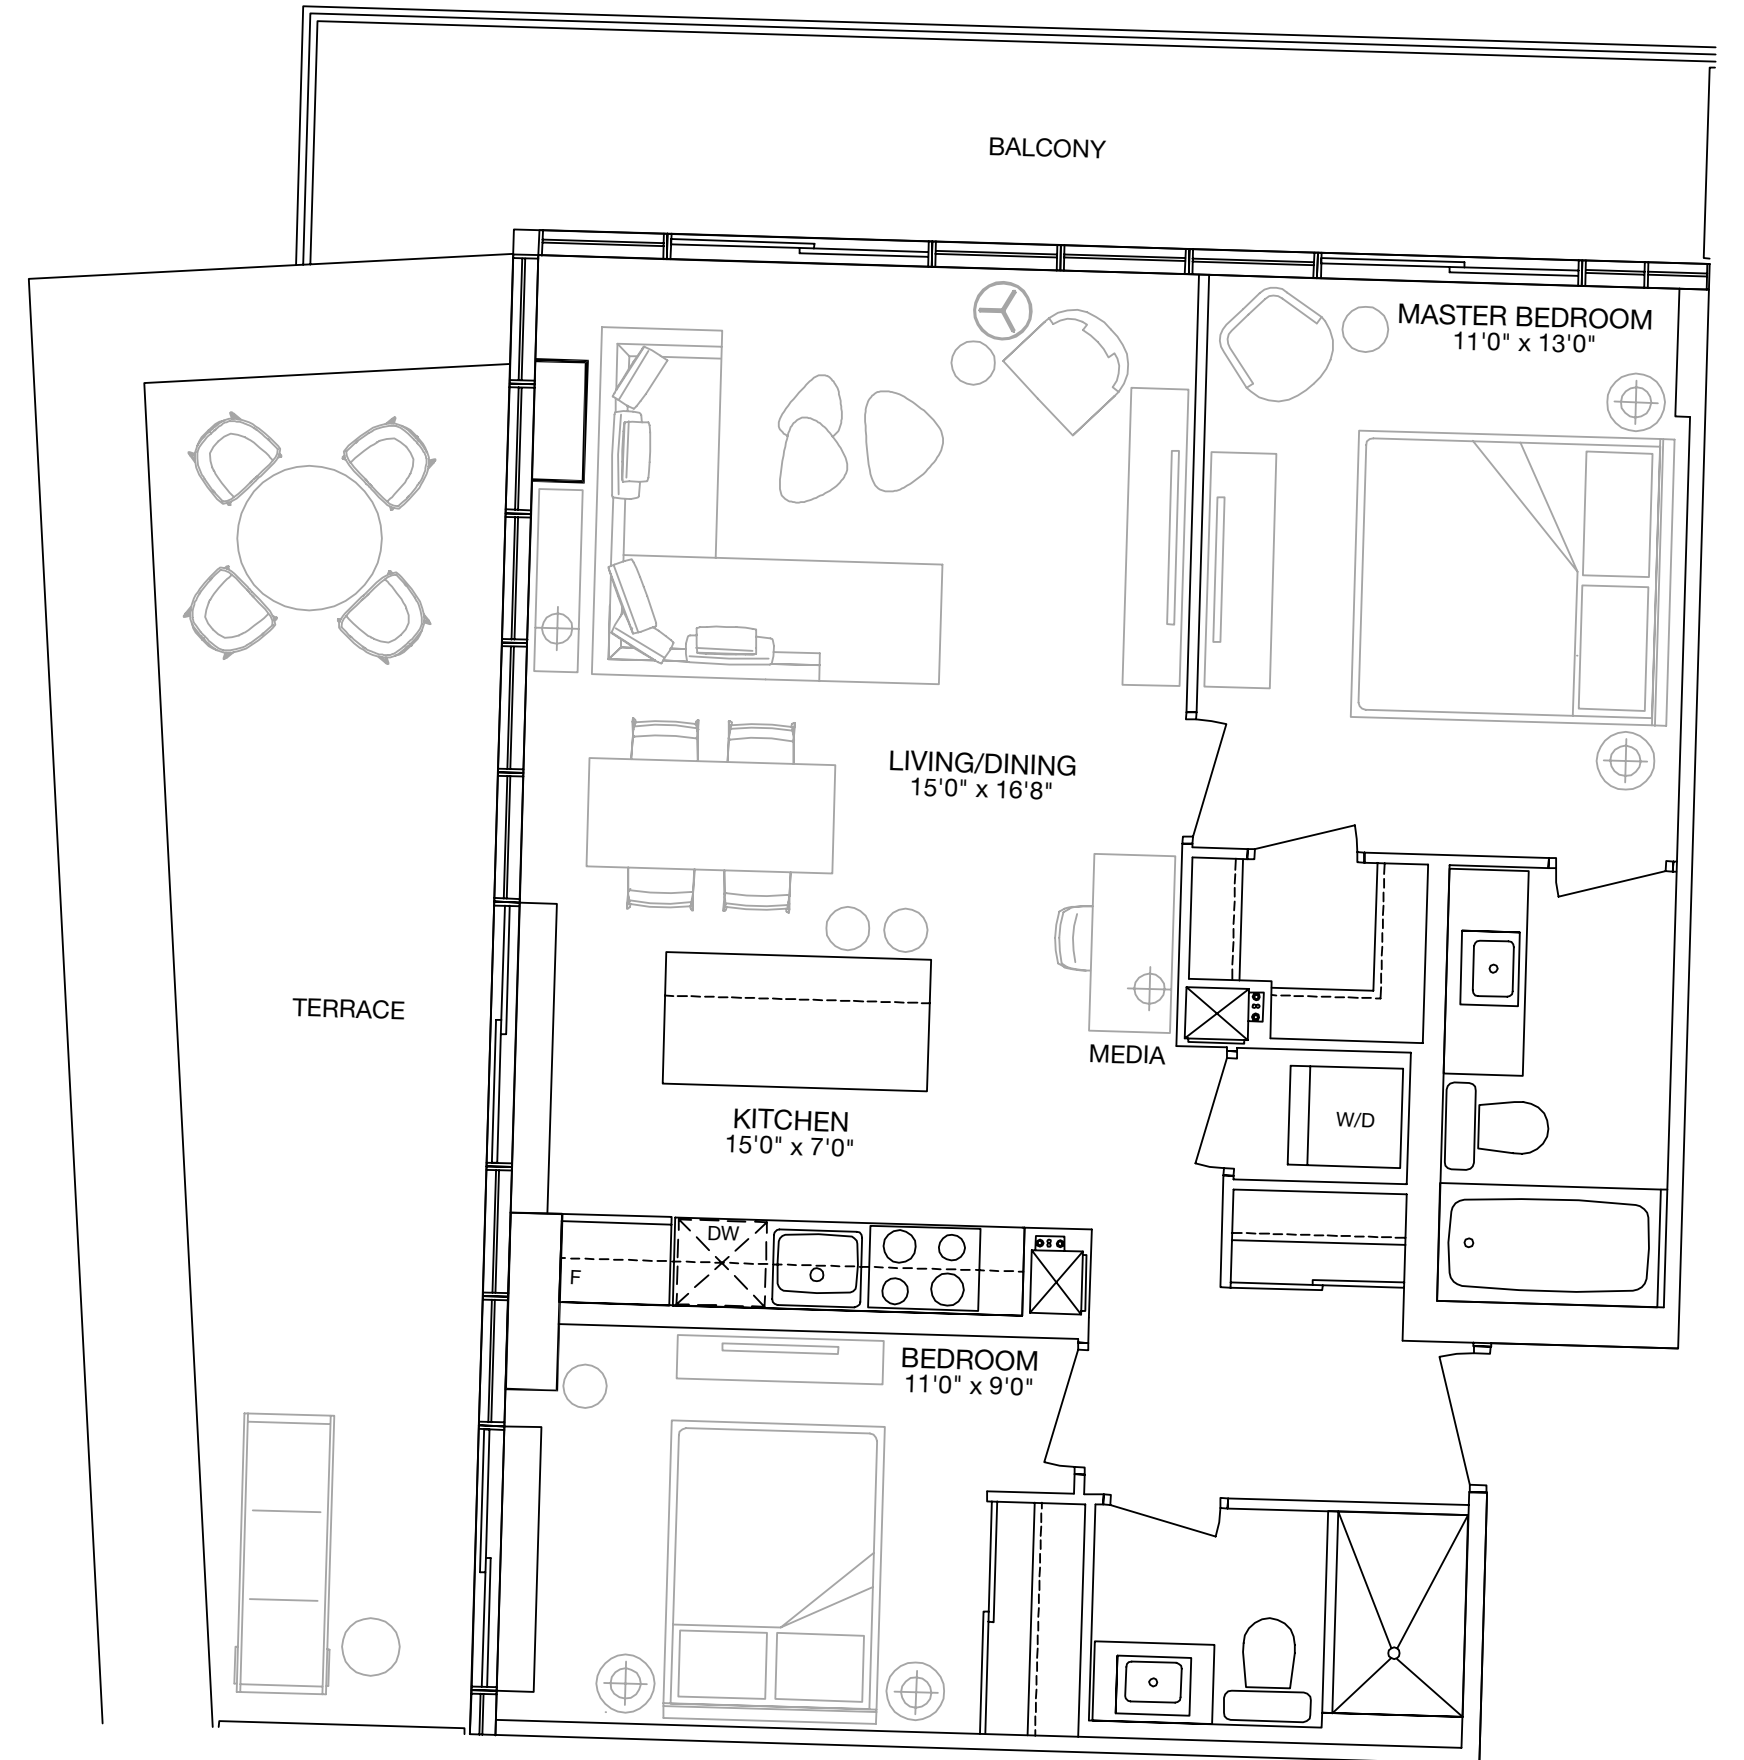 BALCONY
MASTER BEDROOM
11'0" x 13'0"
LIVING/DINING
15'0" x 16'8"
TERRACE
MEDIA
KITCHEN
15'0" x 7'0"
W/D
DW
F
BEDROOM
11'0" x 9'0"